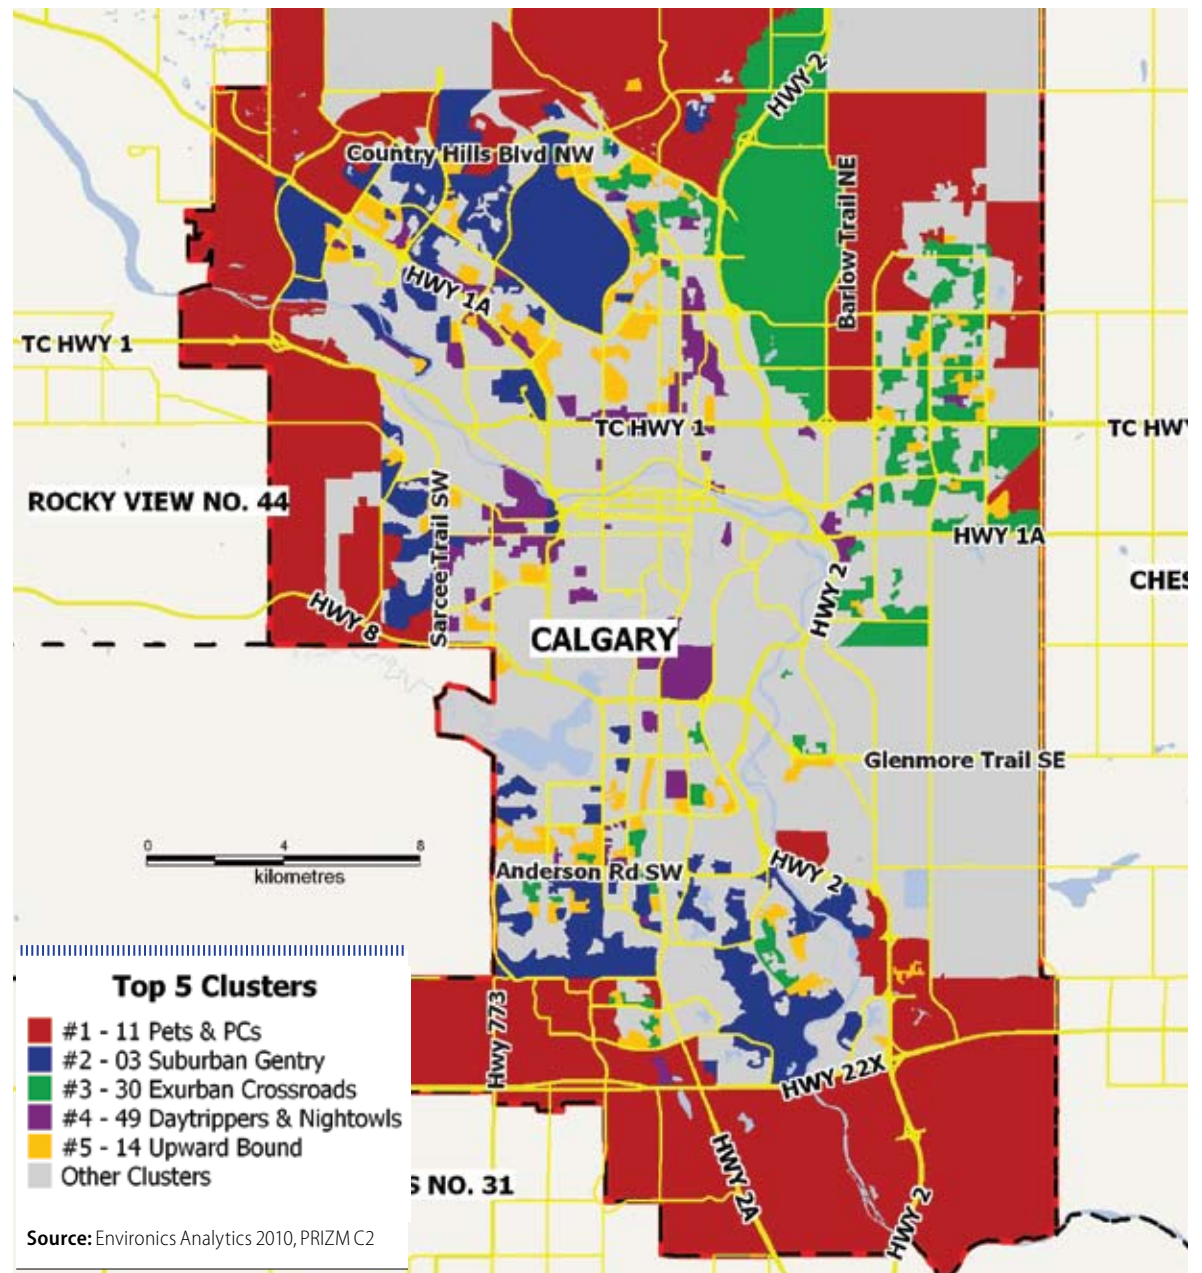 HWY 2
Country Hills Blvd NW
Barlow Trail NE
HWY 1A
TC HWY 1
TC HWY 1
TC HWY
ROCKY VIEW NO. 44
Sarcee Trail SW
HWY 1A
CHES
HWY 2
HWY 8
CALGARY
Glenmore Trail SE
0 4 8
kilometres
Anderson Rd SW
HWY 2
Top 5 Clusters
#1 - 11 Pets & PCs
#2 - 03 Suburban Gentry
#3 - 30 Exurban Crossroads
#4 - 49 Daytrippers & Nightowls
#5 - 14 Upward Bound
Other Clusters
Source: Environics Analytics 2010, PRIZM C2
Hwy 773
HWY 22X
S NO. 31
HWY 2A
HWY 2